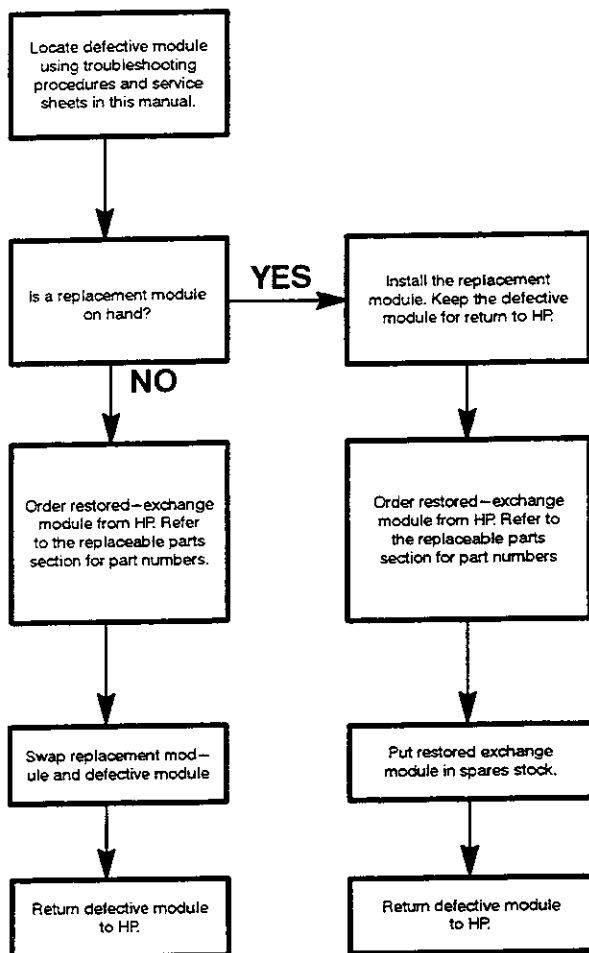 Locate defective module
using troubleshooting
procedures and service
sheets in this manual.
Is a replacement module
on hand?
YES
Install the replacement
module. Keep the defective
module for return to HP.
NO
Order restored–exchange
module from HP. Refer
to the replaceable parts
section for part numbers.
Order restored–exchange
module from HP. Refer to
the replaceable parts
section for part numbers
Swap replacement mod–
ule and defective module
Put restored exchange
module in spares stock.
Return defective module
to HP.
Return defective module
to HP.